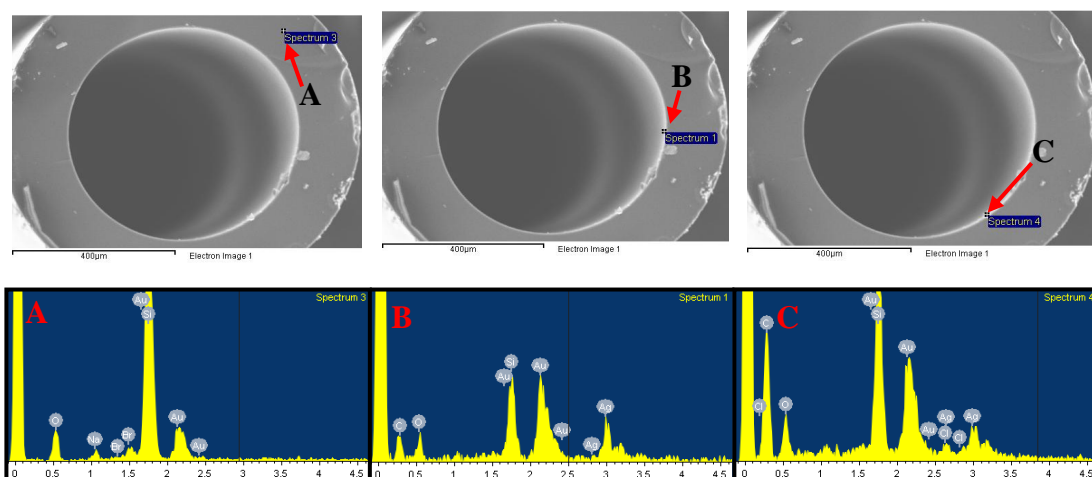 Spectrum 3
A
400µm
Electron Image 1
B
Spectrum 1
400µm
Electron Image 1
C
Spectrum 4
400µm
Electron Image 1
A
Spectrum 3
O
Na
Br
Br
Au
Si
Au
Au
0 0.5 1 1.5 2 2.5 3 3.5 4 4.5
B
Spectrum 1
C
O
Au
Si
Au
Au
Ag
Ag
0 0.5 1 1.5 2 2.5 3 3.5 4 4.5
C
Spectrum 4
Cl
C
O
Au
Si
Au
Au
Ag
Cl
Cl
Ag
0 0.5 1 1.5 2 2.5 3 3.5 4 4.5